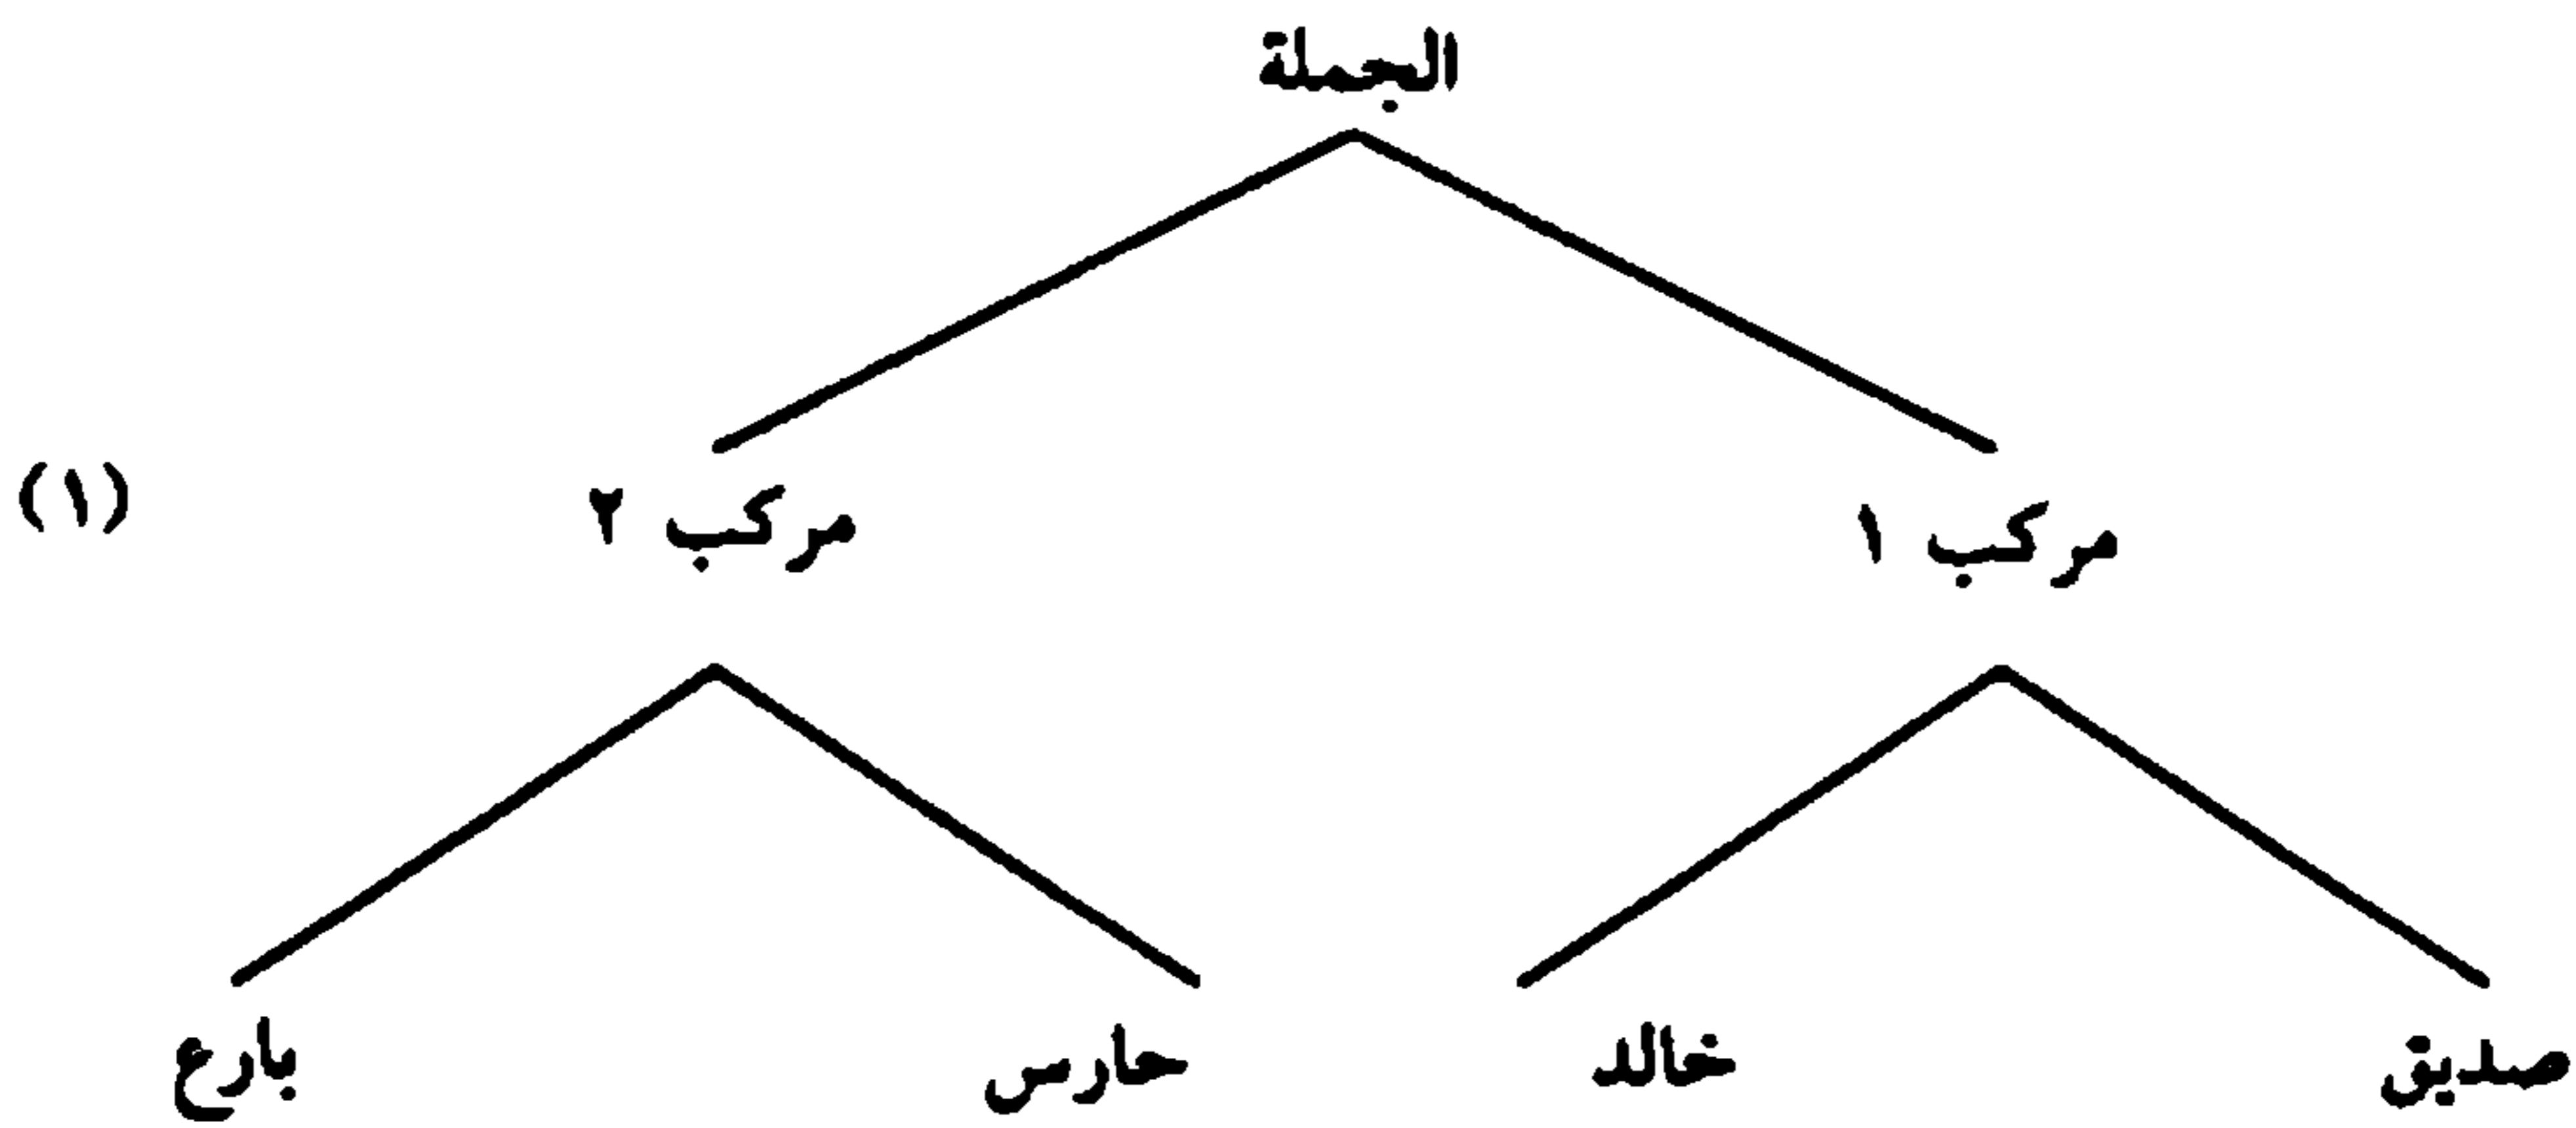 الجملة
مركب ١ مركب ٢ (١)
صديق خالد حارس بارع